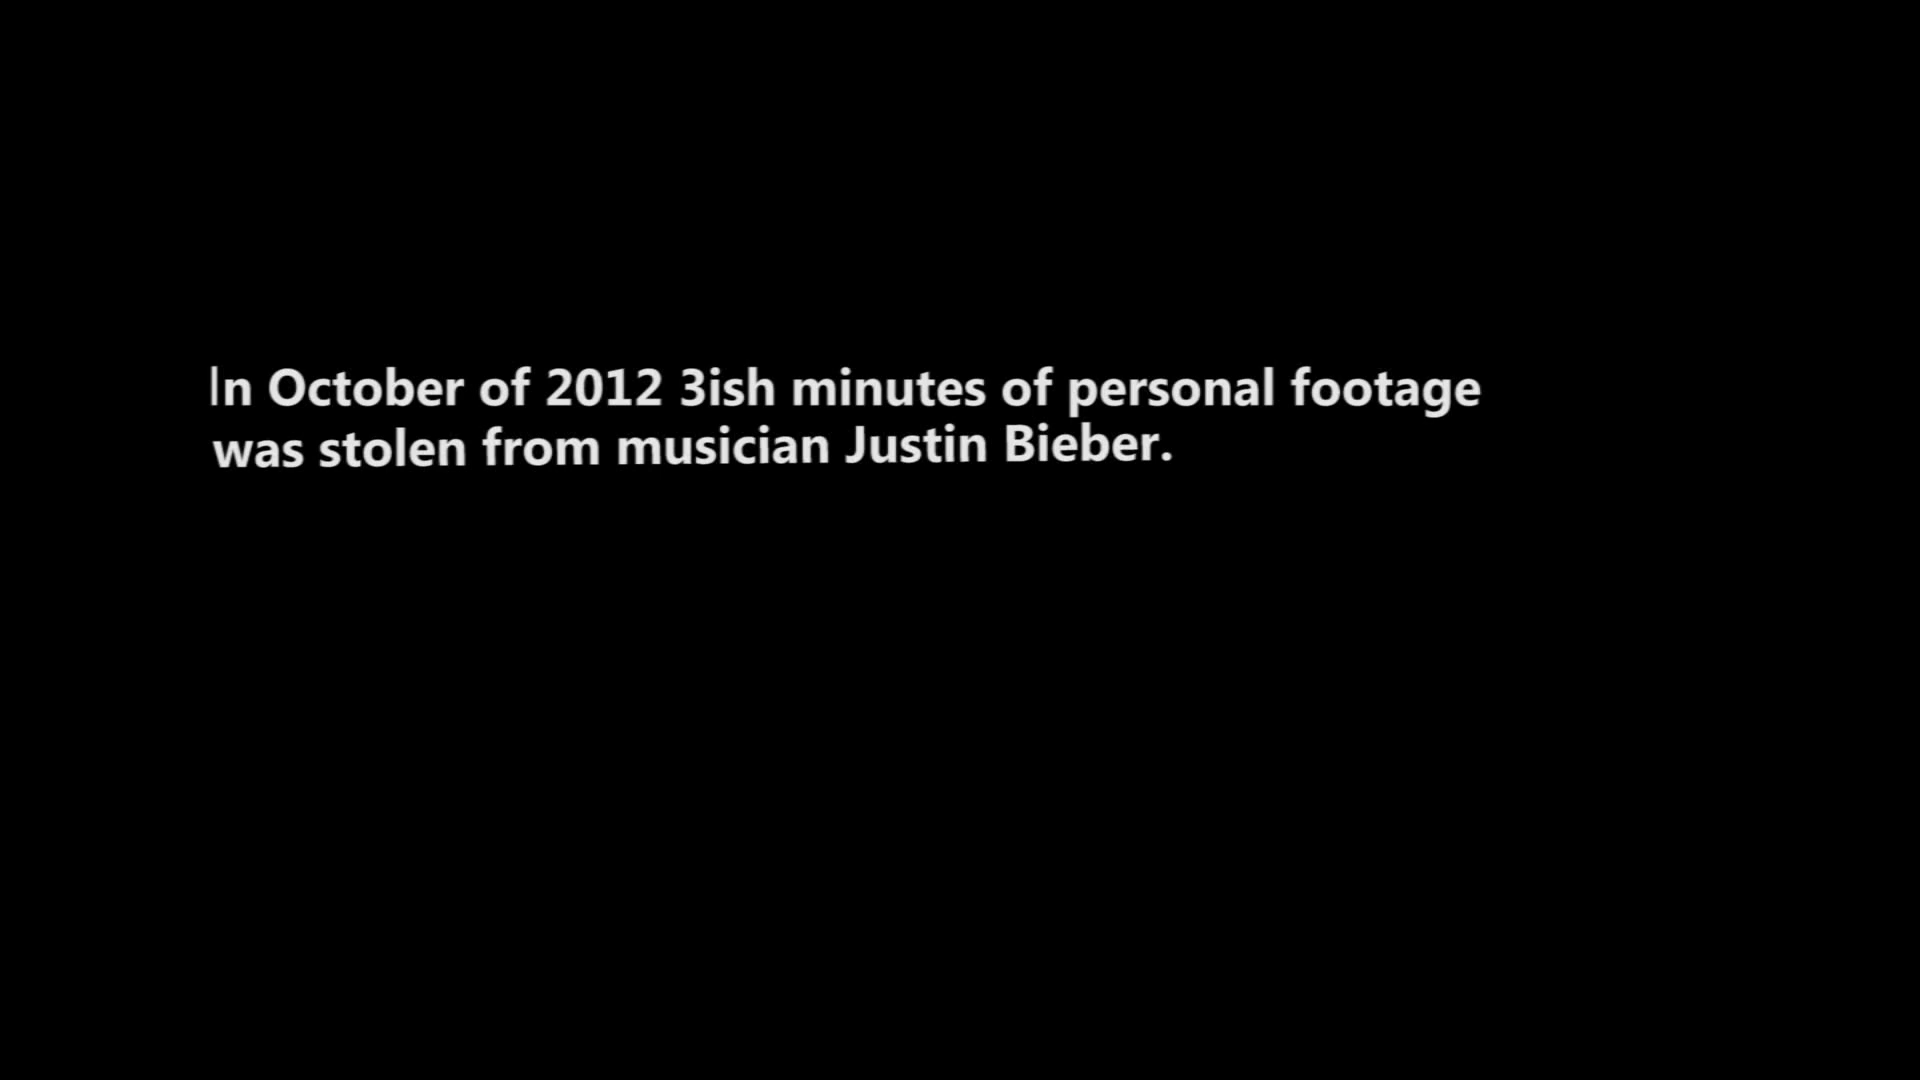 In October of 2012 3ish minutes of personal footage
was stolen from musician Justin Bieber.